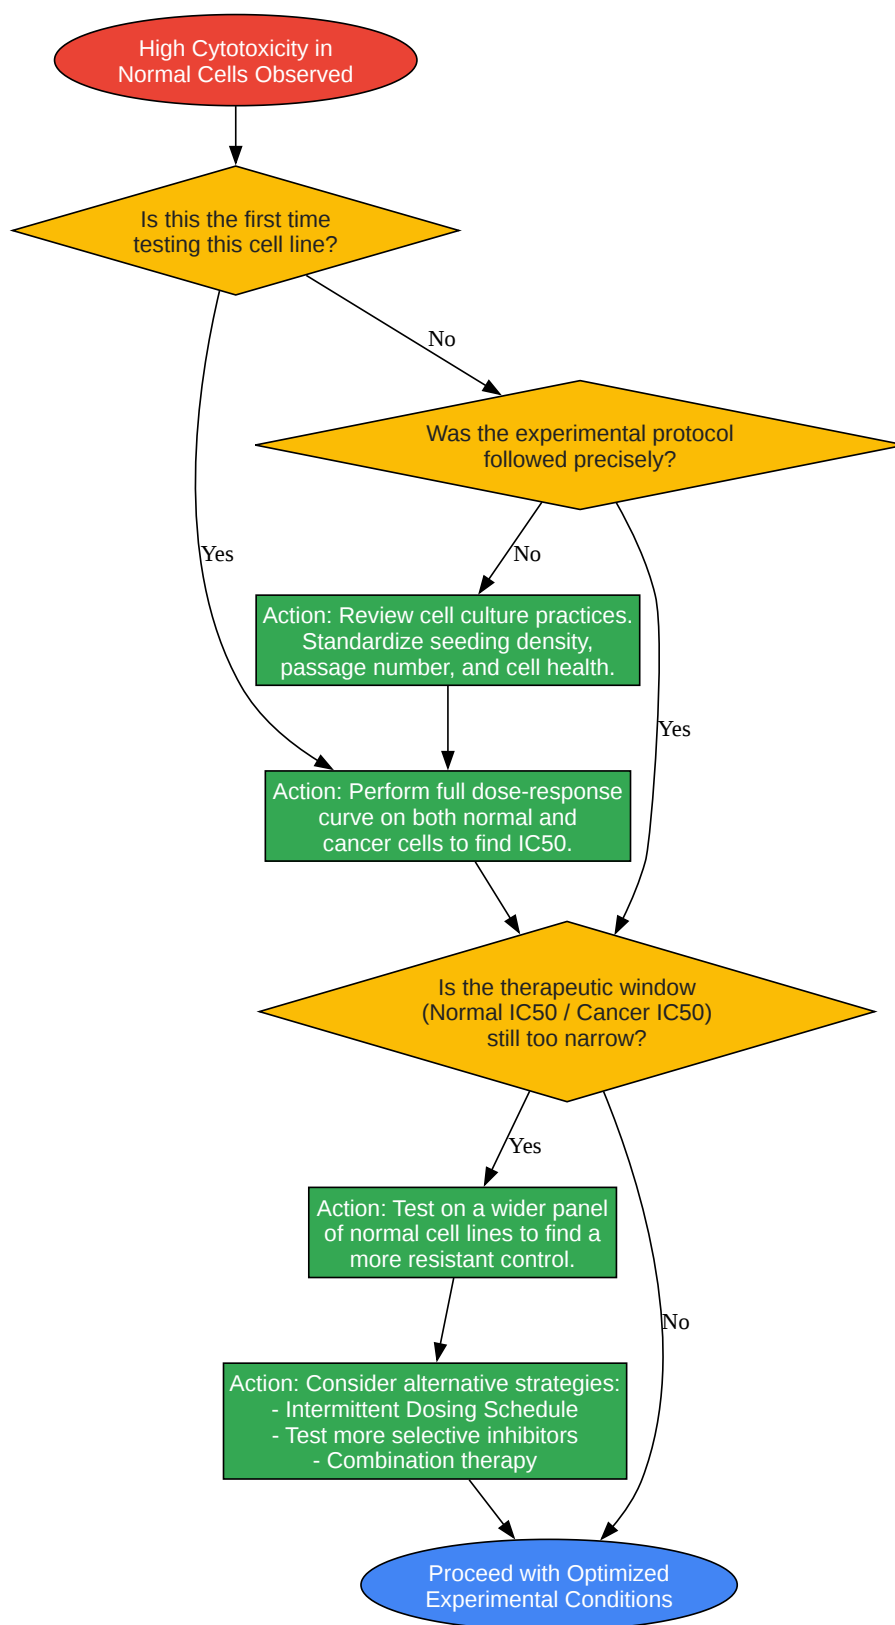 High Cytotoxicity in
Normal Cells Observed
Is this the first time
testing this cell line?
No
Was the experimental protocol
followed precisely?
Yes
No
Action: Review cell culture practices.
Standardize seeding density,
passage number, and cell health.
Yes
Action: Perform full dose-response
curve on both normal and
cancer cells to find IC50.
Is the therapeutic window
(Normal IC50 / Cancer IC50)
still too narrow?
Yes
Action: Test on a wider panel
of normal cell lines to find a
more resistant control.
No
Action: Consider alternative strategies:
- Intermittent Dosing Schedule
- Test more selective inhibitors
- Combination therapy
Proceed with Optimized
Experimental Conditions